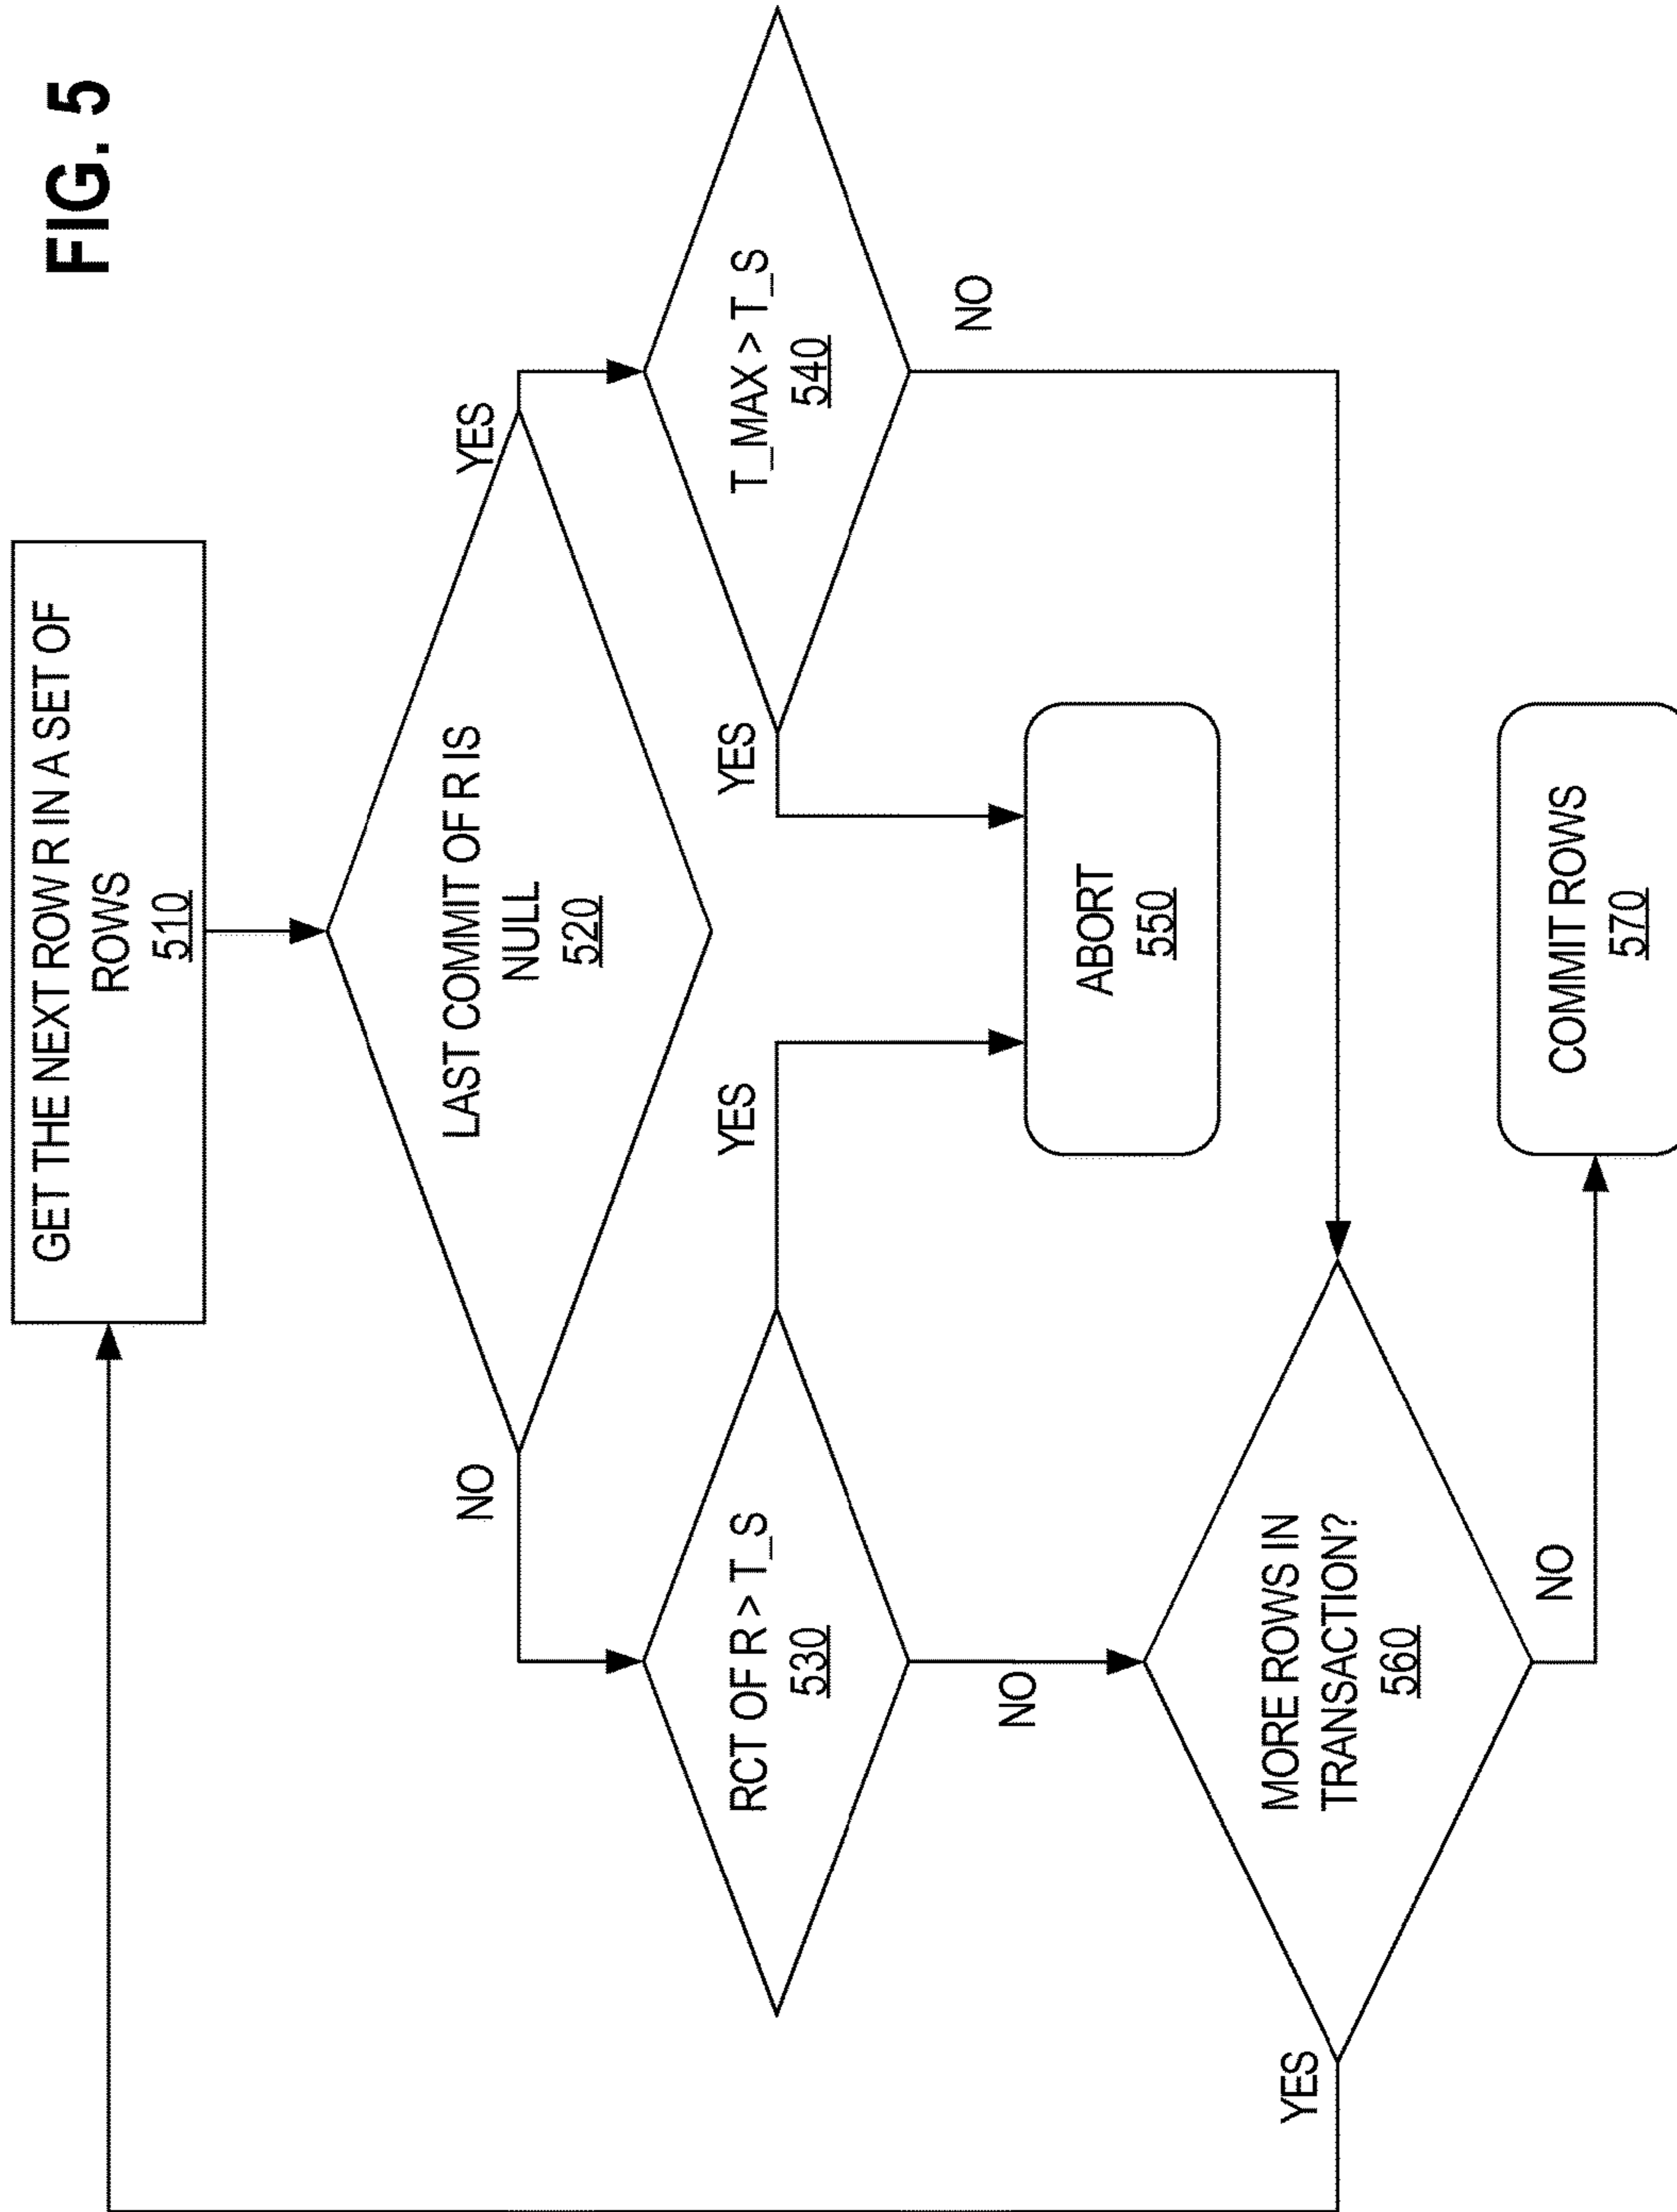 FIG. 5
GET THE NEXT ROW R IN A SET OF
ROWS
510
LAST COMMIT OF R IS
NULL
520
NO
YES
RCT OF R > T_S
530
T_MAX > T_S
540
YES
YES
NO
NO
ABORT
550
MORE ROWS IN
TRANSACTION?
560
YES
NO
COMMIT ROWS
570